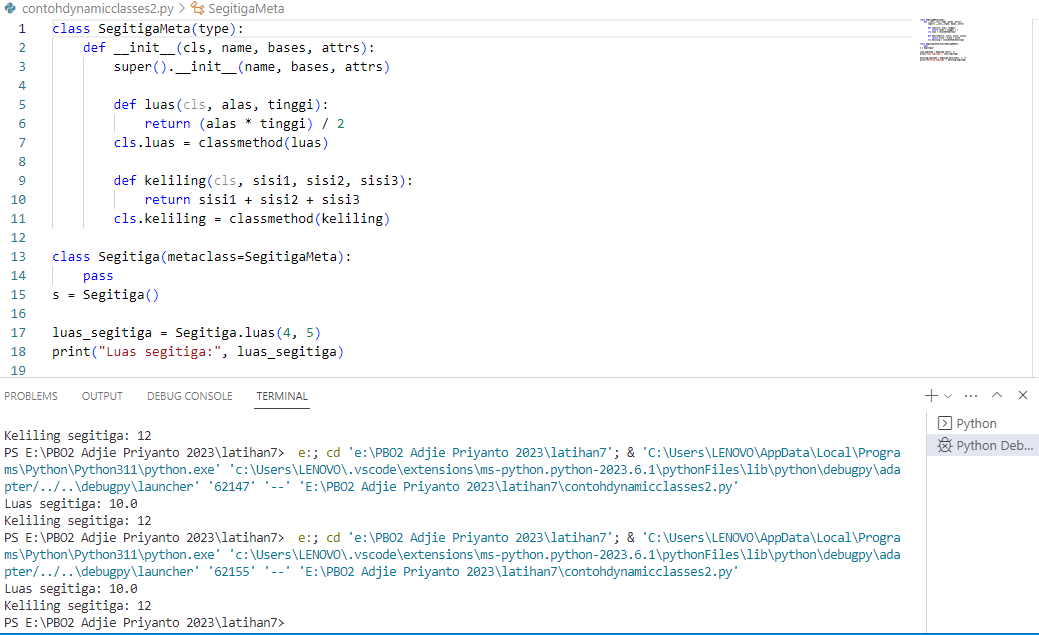 contohdynamicclasses2.py > SegitigaMeta
1 class SegitigaMeta(type):
2     def __init__(cls, name, bases, attrs):
3         super().__init__(name, bases, attrs)
4
5         def luas(cls, alas, tinggi):
6             return (alas * tinggi) / 2
7         cls.luas = classmethod(luas)
8
9         def keliling(cls, sisi1, sisi2, sisi3):
10             return sisi1 + sisi2 + sisi3
11         cls.keliling = classmethod(keliling)
12
13 class Segitiga(metaclass=SegitigaMeta):
14     pass
15 s = Segitiga()
16
17 luas_segitiga = Segitiga.luas(4, 5)
18 print("Luas segitiga:", luas_segitiga)
19
PROBLEMS OUTPUT DEBUG CONSOLE TERMINAL
Python
Python Deb...
Keliling segitiga: 12
PS E:\PBO2 Adjie Priyanto 2023\latihan7>  e:; cd 'e:\PBO2 Adjie Priyanto 2023\latihan7'; & 'C:\Users\LENOVO\AppData\Local\Progra
ms\Python\Python311\python.exe' 'c:\Users\LENOVO\.vscode\extensions\ms-python.python-2023.6.1\pythonFiles\lib\python\debugpy\ada
pter/../..\debugpy\launcher' '62147' '--' 'E:\PBO2 Adjie Priyanto 2023\latihan7\contohdynamicclasses2.py'
Luas segitiga: 10.0
Keliling segitiga: 12
PS E:\PBO2 Adjie Priyanto 2023\latihan7>  e:; cd 'e:\PBO2 Adjie Priyanto 2023\latihan7'; & 'C:\Users\LENOVO\AppData\Local\Progra
ms\Python\Python311\python.exe' 'c:\Users\LENOVO\.vscode\extensions\ms-python.python-2023.6.1\pythonFiles\lib\python\debugpy\ada
pter/../..\debugpy\launcher' '62155' '--' 'E:\PBO2 Adjie Priyanto 2023\latihan7\contohdynamicclasses2.py'
Luas segitiga: 10.0
Keliling segitiga: 12
PS E:\PBO2 Adjie Priyanto 2023\latihan7>